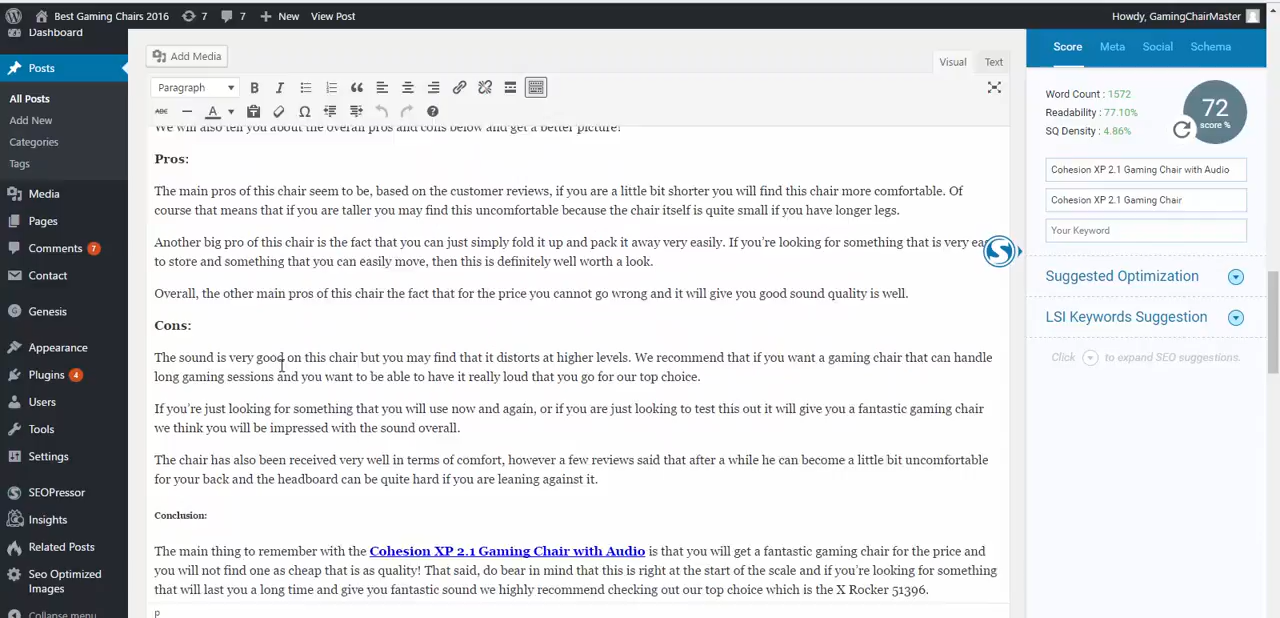 Best Gaming Chairs 2016 7 7 New View Post Howdy, GamingChairMaster
Dashboard
Posts
All Posts
Add New
Categories
Tags
Media
Pages
Comments 7
Contact
Genesis
Appearance
Plugins 4
Users
Tools
Settings
SEOPressor
Insights
Related Posts
Seo Optimized
Images
Collapse menu
Add Media
Visual Text
Paragraph B I
ABC A Ω
We will also tell you about the overall pros and cons below and get a better picture!
Pros:
The main pros of this chair seem to be, based on the customer reviews, if you are a little bit shorter you will find this chair more comfortable. Of
course that means that if you are taller you may find this uncomfortable because the chair itself is quite small if you have longer legs.
Another big pro of this chair is the fact that you can just simply fold it up and pack it away very easily. If you're looking for something that is very
to store and something that you can easily move, then this is definitely well worth a look.
Overall, the other main pros of this chair the fact that for the price you cannot go wrong and it will give you good sound quality is well.
Cons:
The sound is very good on this chair but you may find that it distorts at higher levels. We recommend that if you want a gaming chair that can handle
long gaming sessions and you want to be able to have it really loud that you go for our top choice.
If you're just looking for something that you will use now and again, or if you are just looking to test this out it will give you a fantastic gaming chair
we think you will be impressed with the sound overall.
The chair has also been received very well in terms of comfort, however a few reviews said that after a while he can become a little bit uncomfortable
for your back and the headboard can be quite hard if you are leaning against it.
Conclusion:
The main thing to remember with the Cohesion XP 2.1 Gaming Chair with Audio is that you will get a fantastic gaming chair for the price and
you will not find one as cheap that is as quality! That said, do bear in mind that this is right at the start of the scale and if you're looking for something
that will last you a long time and give you fantastic sound we highly recommend checking out our top choice which is the X Rocker 51396.
p
S
Score Meta Social Schema
Word Count : 1572
Readability : 77.10%
SQ Density : 4.86%
72
score %
Cohesion XP 2.1 Gaming Chair with Audio
Cohesion XP 2.1 Gaming Chair
Your Keyword
Suggested Optimization
LSI Keywords Suggestion
Click to expand SEO suggestions.